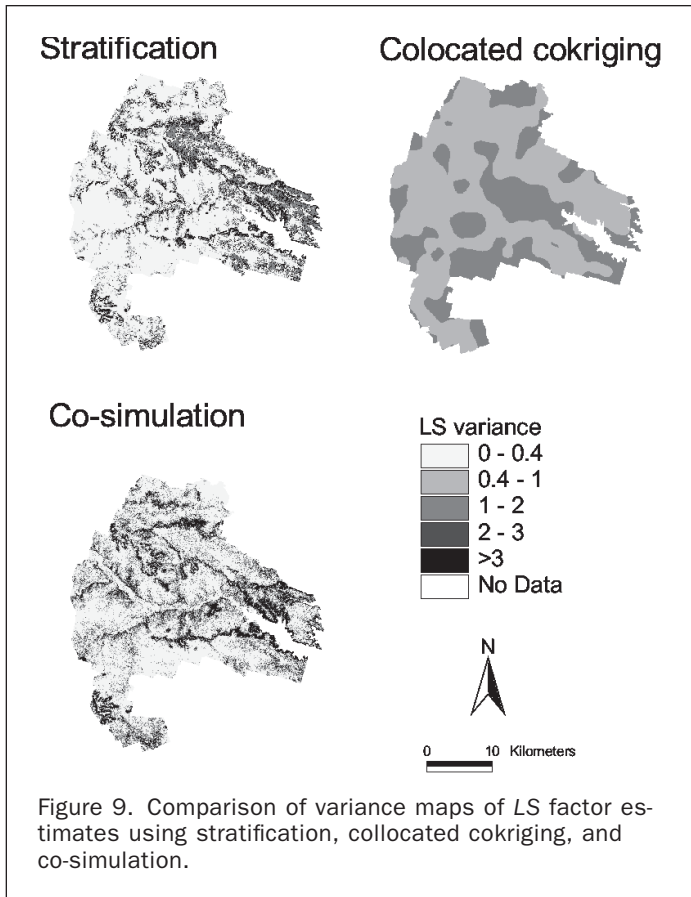 Stratification
Colocated cokriging
Co-simulation
LS variance
0 - 0.4
0.4 - 1
1 - 2
2 - 3
>3
No Data
N
0 10 Kilometers
Figure 9. Comparison of variance maps of LS factor es-
timates using stratification, collocated cokriging, and
co-simulation.